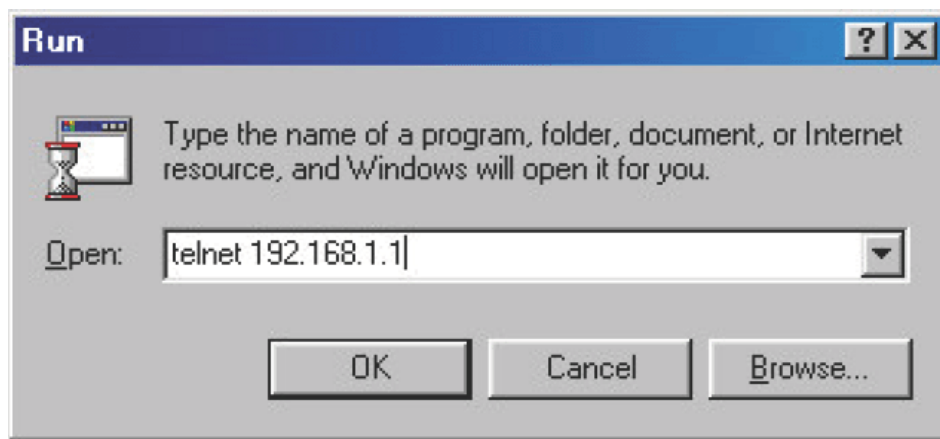 Run
Type the name of a program, folder, document, or Internet
resource, and Windows will open it for you.
Open: telnet 192.168.1.1
OK Cancel Browse...